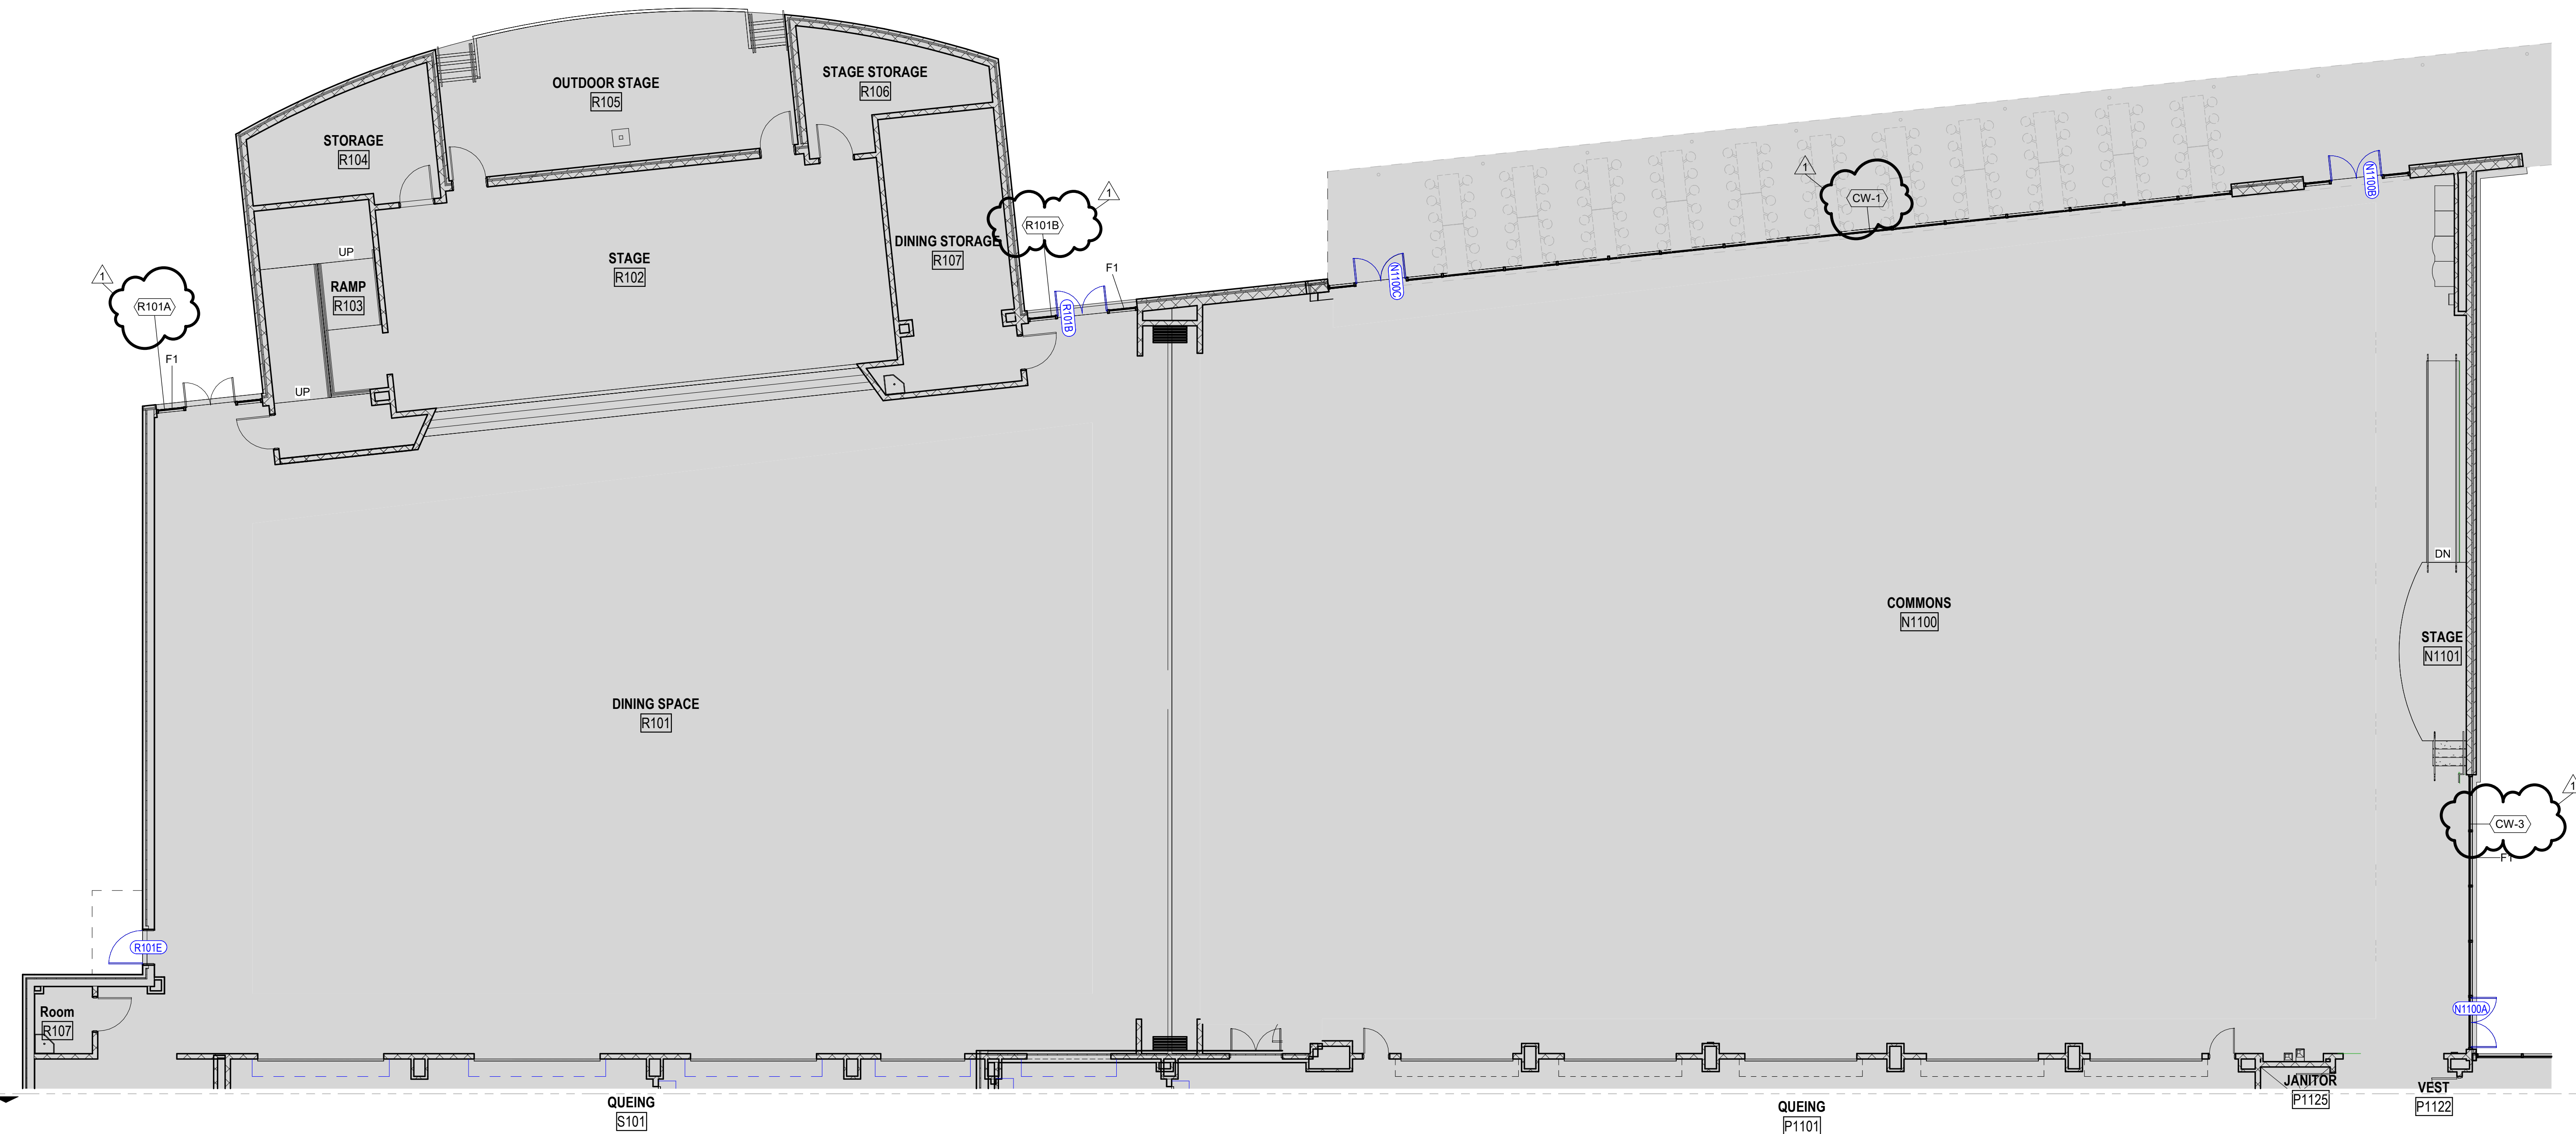 OUTDOOR STAGE
R105
STAGE STORAGE
R106
STORAGE
R104
1
CW-1
N1100B
1
R101B
DINING STORAGE
R107
UP
STAGE
R102
F1
N1100C
1
R101A
RAMP
R103
R101B
F1
UP
DN
COMMONS
N1100
STAGE
N1101
DINING SPACE
R101
1
CW-3
F1
R101E
Room
R107
N1100A
JANITOR
P1125
VEST
P1122
QUEING
S101
QUEING
P1101